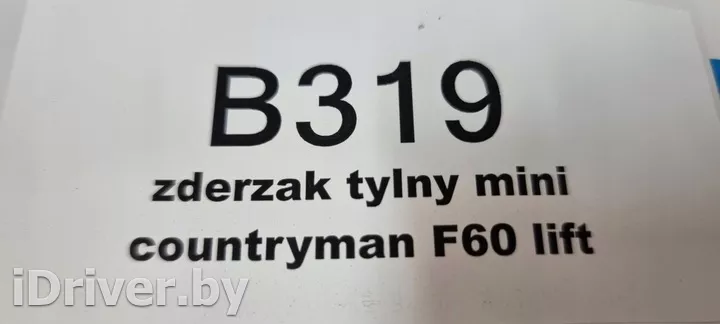 B319
zderzak tylny mini
countryman F60 lift
iDriver.by